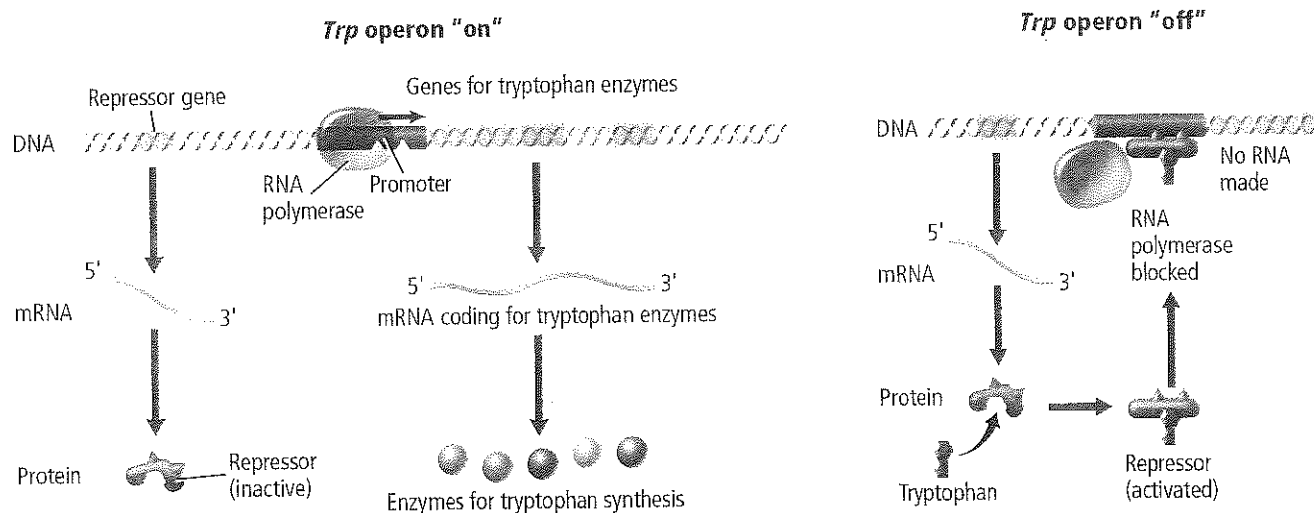 Trp operon "on"
Repressor gene
Genes for tryptophan enzymes
DNA
RNA
polymerase
Promoter
5'
3'
mRNA
5'
3'
mRNA coding for tryptophan enzymes
Protein
Repressor
(inactive)
Enzymes for tryptophan synthesis
Trp operon "off"
DNA
No RNA
made
RNA
polymerase
blocked
5'
mRNA
3'
Protein
Tryptophan
Repressor
(activated)